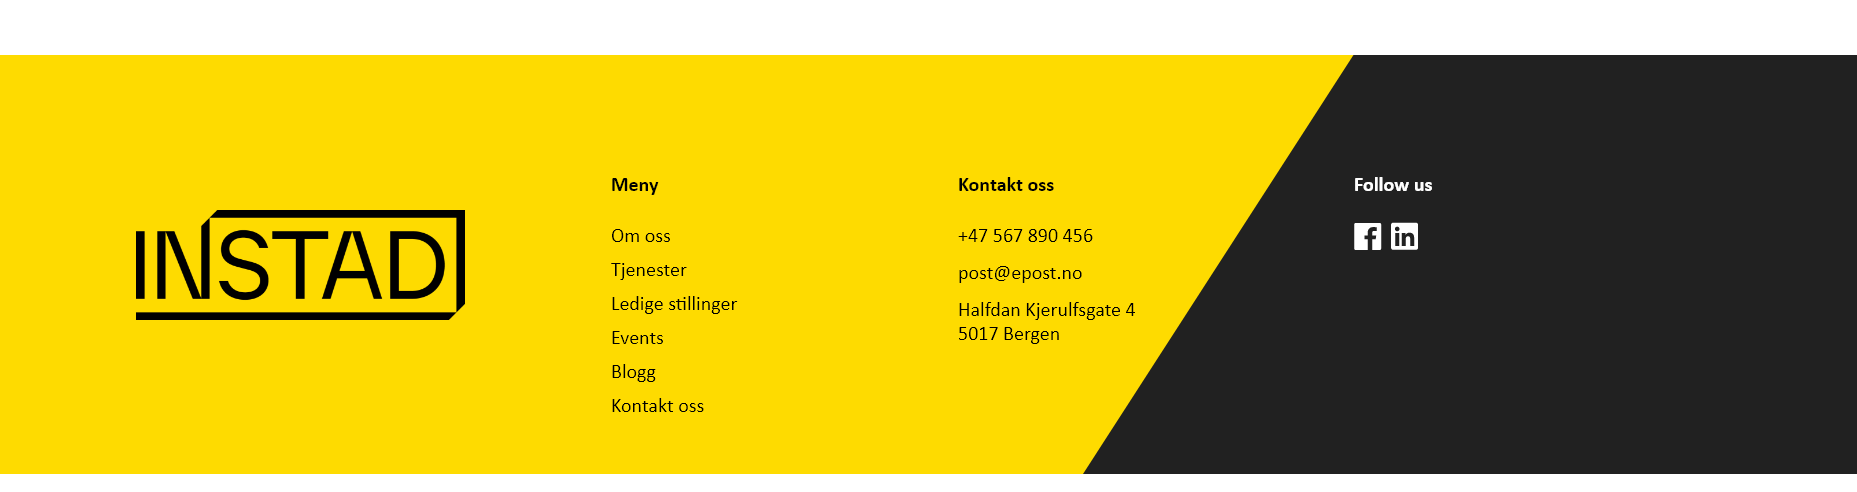 INSTAD
Meny
Om oss
Tjenester
Ledige stillinger
Events
Blogg
Kontakt oss
Kontakt oss
+47 567 890 456
post@epost.no
Halfdan Kjerulfsgate 4
5017 Bergen
Follow us